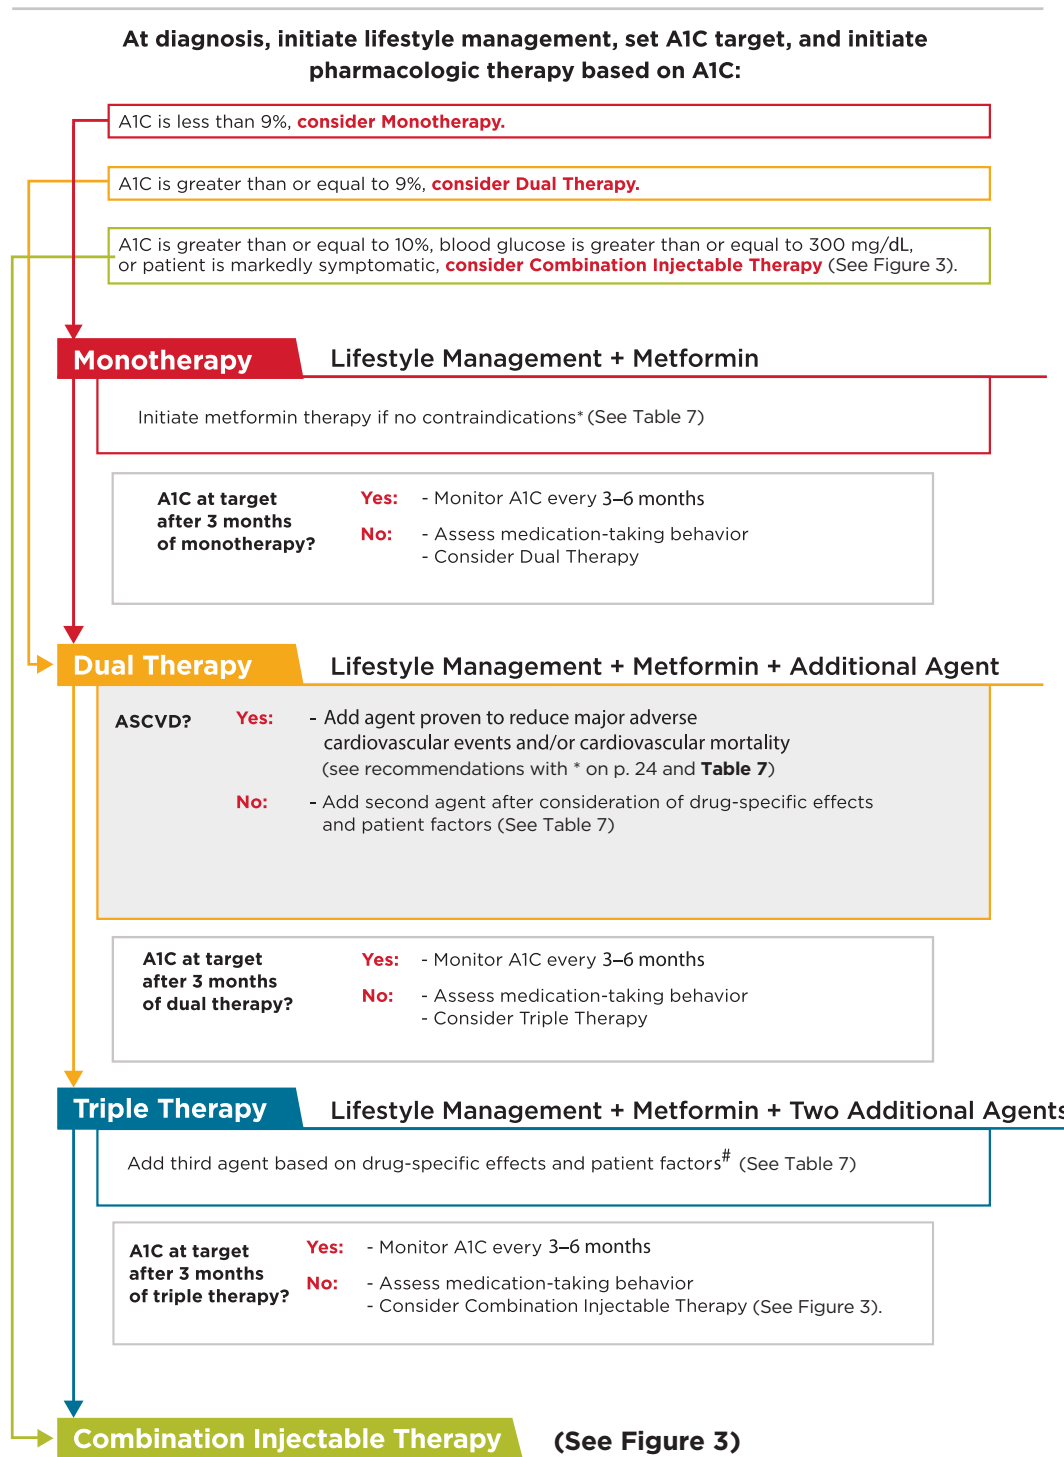 At diagnosis, initiate lifestyle management, set A1C target, and initiate
pharmacologic therapy based on A1C:
A1C is less than 9%, consider Monotherapy.
A1C is greater than or equal to 9%, consider Dual Therapy.
A1C is greater than or equal to 10%, blood glucose is greater than or equal to 300 mg/dL,
or patient is markedly symptomatic, consider Combination Injectable Therapy (See Figure 3).
Monotherapy Lifestyle Management + Metformin
Initiate metformin therapy if no contraindications* (See Table 7)
A1C at target
after 3 months
of monotherapy?
Yes: - Monitor A1C every 3–6 months
No: - Assess medication-taking behavior
- Consider Dual Therapy
Dual Therapy Lifestyle Management + Metformin + Additional Agent
ASCVD? Yes: - Add agent proven to reduce major adverse
cardiovascular events and/or cardiovascular mortality
(see recommendations with * on p. 24 and Table 7)
No: - Add second agent after consideration of drug-specific effects
and patient factors (See Table 7)
A1C at target
after 3 months
of dual therapy?
Yes: - Monitor A1C every 3–6 months
No: - Assess medication-taking behavior
- Consider Triple Therapy
Triple Therapy Lifestyle Management + Metformin + Two Additional Agents
Add third agent based on drug-specific effects and patient factors# (See Table 7)
A1C at target
after 3 months
of triple therapy?
Yes: - Monitor A1C every 3–6 months
No: - Assess medication-taking behavior
- Consider Combination Injectable Therapy (See Figure 3).
Combination Injectable Therapy (See Figure 3)